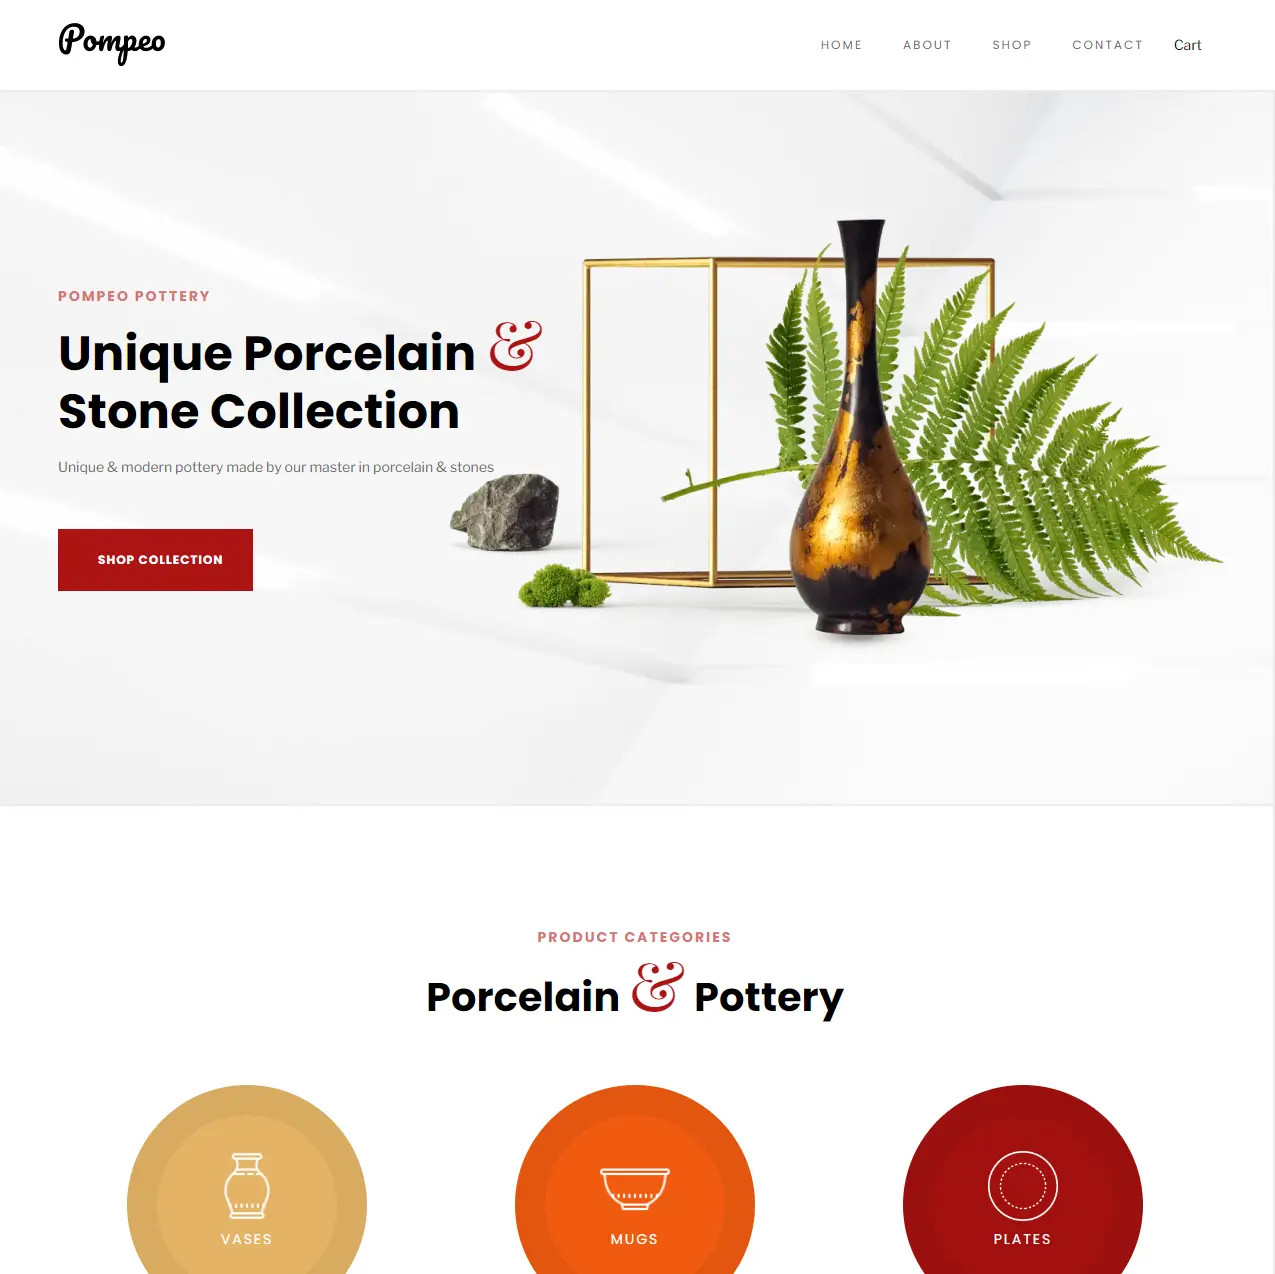 Pompeo
HOME ABOUT SHOP CONTACT Cart
POMPEO POTTERY
Unique Porcelain &
Stone Collection
Unique & modern pottery made by our master in porcelain & stones
SHOP COLLECTION
PRODUCT CATEGORIES
Porcelain & Pottery
VASES MUGS PLATES